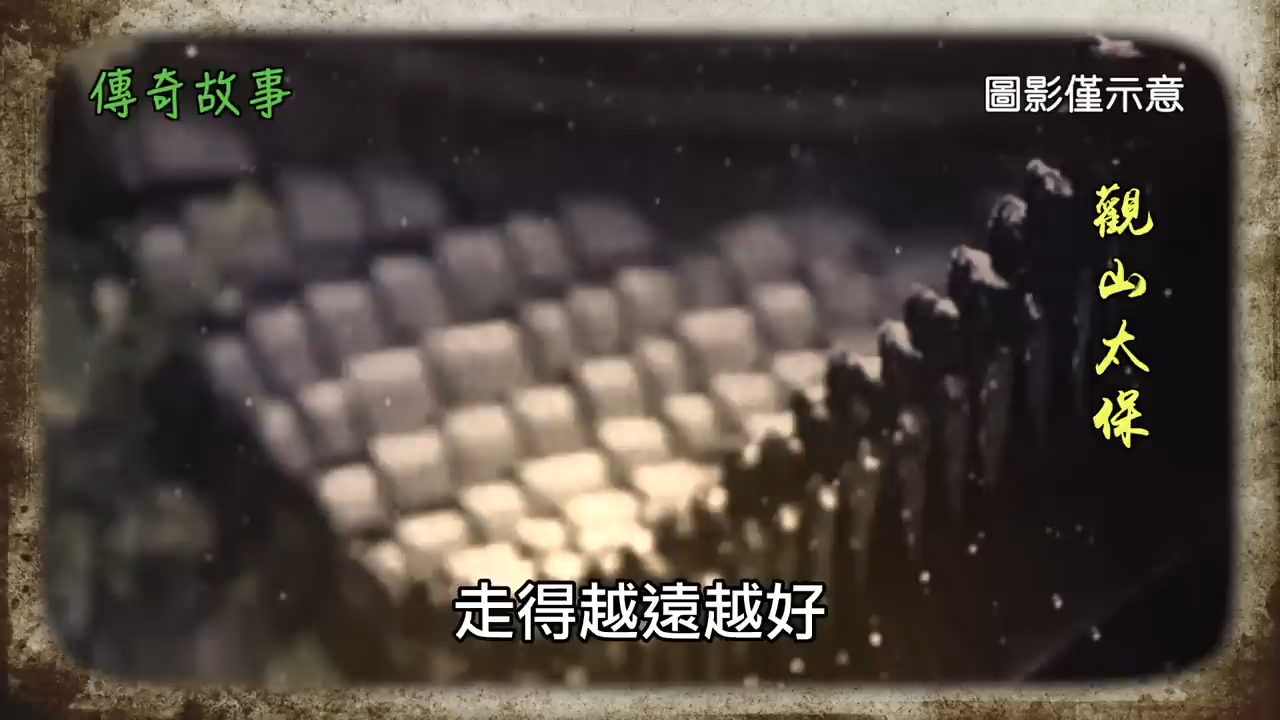 傳奇故事
圖影僅示意
觀山太保
走得越遠越好